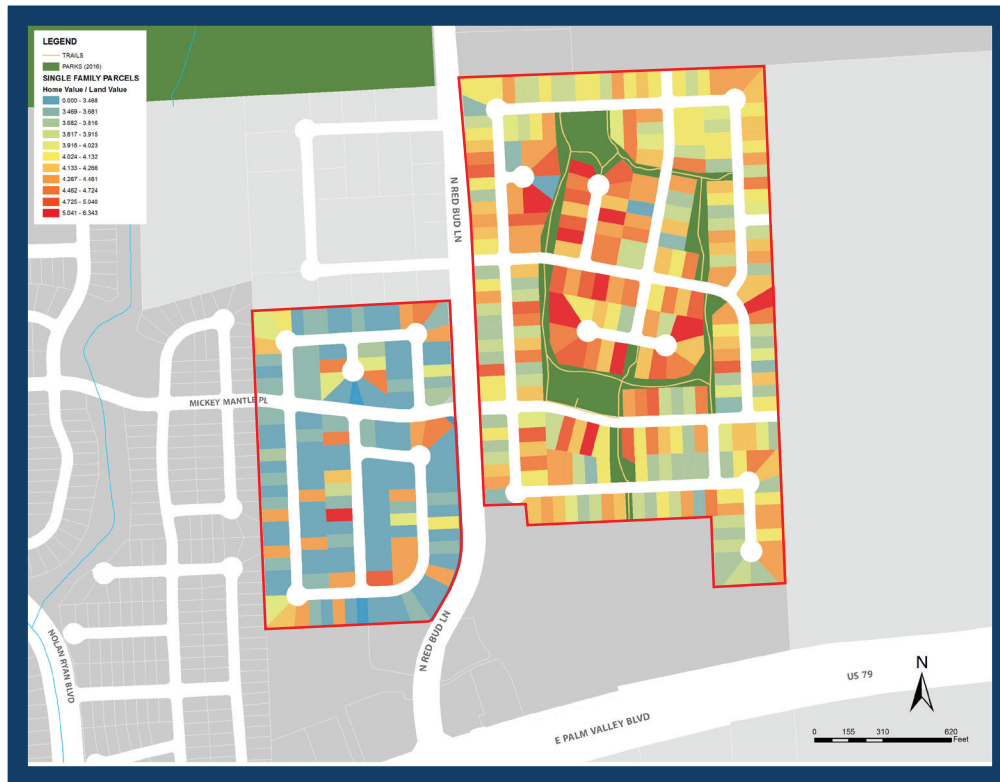 LEGEND
TRAILS
PARKS (2016)
SINGLE FAMILY PARCELS
Home Value / Land Value
0.000 - 3.468
3.469 - 3.681
3.682 - 3.816
3.817 - 3.915
3.916 - 4.023
4.024 - 4.132
4.133 - 4.266
4.267 - 4.461
4.462 - 4.724
4.725 - 5.040
5.041 - 6.343
N RED BUD LN
MICKEY MANTLE PL
NOLAN RYAN BLVD
N RED BUD LN
E PALM VALLEY BLVD
US 79
N
0 155 310 620
Feet